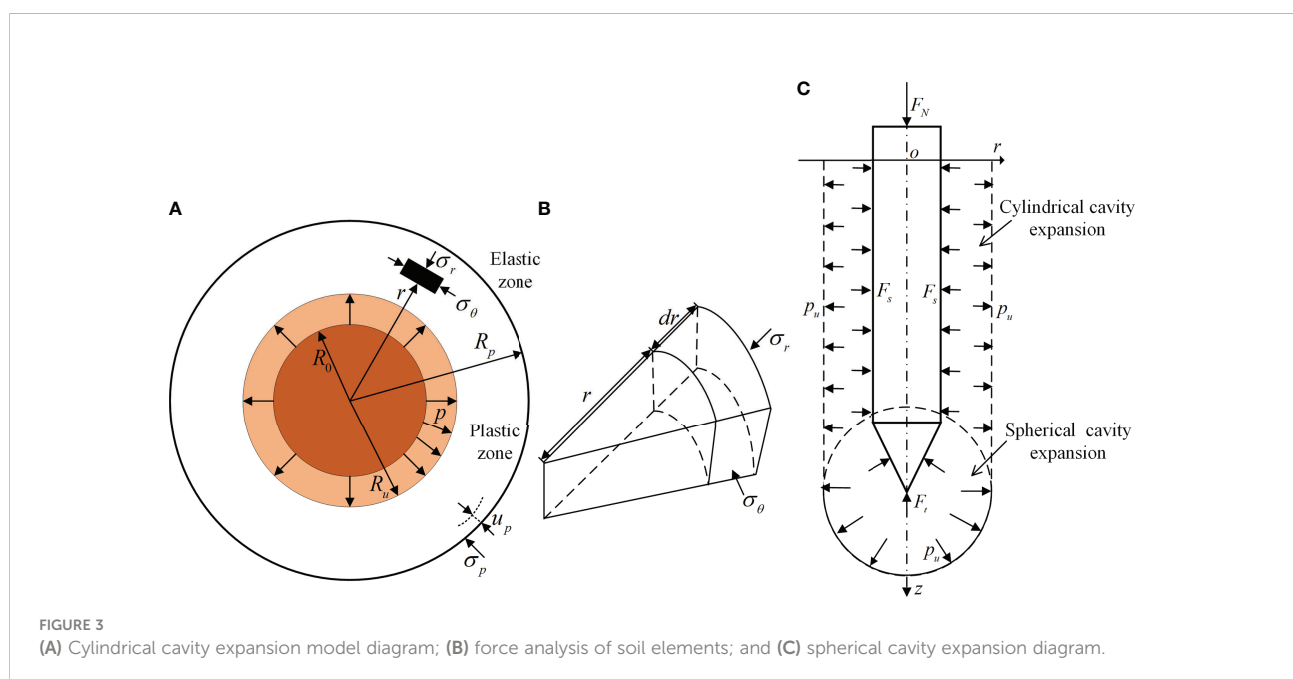 A
σr
σθ
Elastic
zone
r
Rp
R0
p
Plastic
zone
Ru
up
σp
B
dr
σr
r
σθ
C
FN
o
r
Cylindrical cavity
expansion
Fs
Fs
pu
pu
Spherical cavity
expansion
Ft
pu
z
FIGURE 3
(A) Cylindrical cavity expansion model diagram; (B) force analysis of soil elements; and (C) spherical cavity expansion diagram.